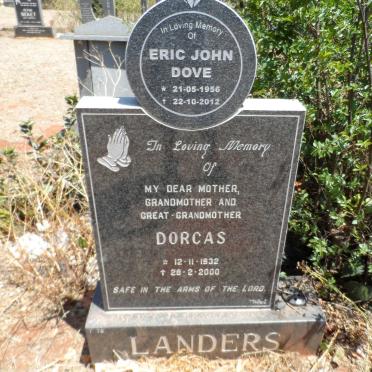 In Loving Memory
Of
ERIC JOHN
DOVE
* 21-05-1956
† 22-10-2012
In Loving Memory
Of
MY DEAR MOTHER,
GRANDMOTHER AND
GREAT-GRANDMOTHER
DORCAS
* 12-11-1932
† 26-2-2000
SAFE IN THE ARMS OF THE LORD.
LANDERS